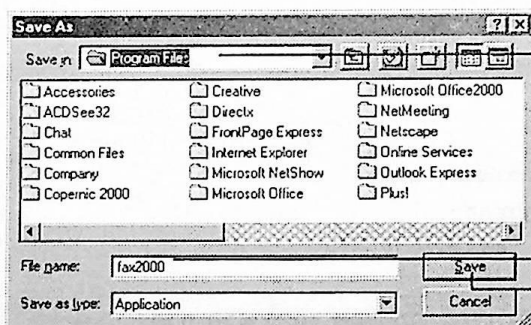 Save As
Save in: Program Files
Accessories Creative Microsoft Office2000
ACDSee32 Directx NetMeeting
Chat FrontPage Express Netscape
Common Files Internet Explorer Online Services
Company Microsoft NetShow Outlook Express
Copernic 2000 Microsoft Office Plus!
File name: fax2000 Save
Save as type: Application Cancel